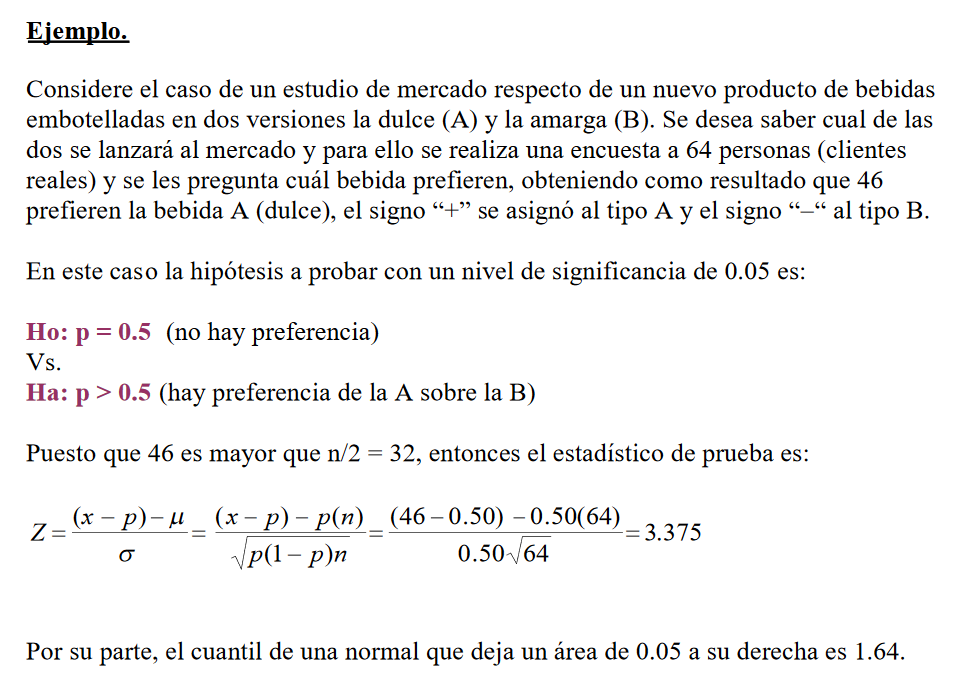 Ejemplo.
Considere el caso de un estudio de mercado respecto de un nuevo producto de bebidas
embotelladas en dos versiones la dulce (A) y la amarga (B). Se desea saber cual de las
dos se lanzará al mercado y para ello se realiza una encuesta a 64 personas (clientes
reales) y se les pregunta cuál bebida prefieren, obteniendo como resultado que 46
prefieren la bebida A (dulce), el signo “+” se asignó al tipo A y el signo “–“ al tipo B.
En este caso la hipótesis a probar con un nivel de significancia de 0.05 es:
Ho: p = 0.5 (no hay preferencia)
Vs.
Ha: p > 0.5 (hay preferencia de la A sobre la B)
Puesto que 46 es mayor que n/2 = 32, entonces el estadístico de prueba es:
Z = ((x – p) – μ)/σ = ((x – p) – p(n))/√(p(1 – p)n) = ((46 – 0.50) – 0.50(64))/(0.50√64) = 3.375
Por su parte, el cuantil de una normal que deja un área de 0.05 a su derecha es 1.64.